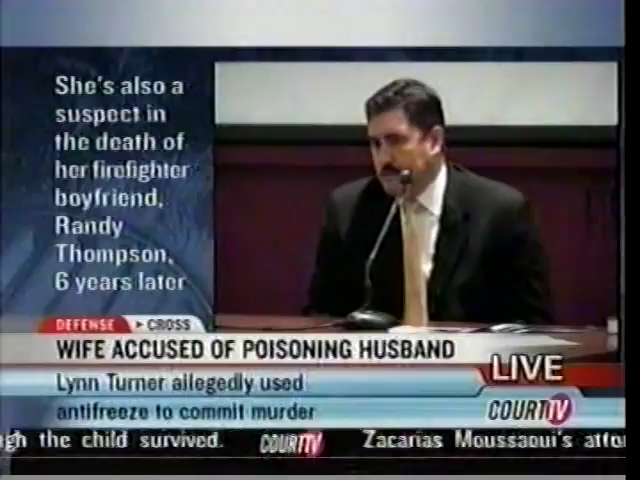 She's also a
suspect in
the death of
her firefighter
boyfriend,
Randy
Thompson,
6 years later
DEFENSE ▸ CROSS
WIFE ACCUSED OF POISONING HUSBAND
LIVE
Lynn Turner allegedly used
antifreeze to commit murder
COURT TV
gh the child survived. COURT TV Zacarias Moussaoui's atto